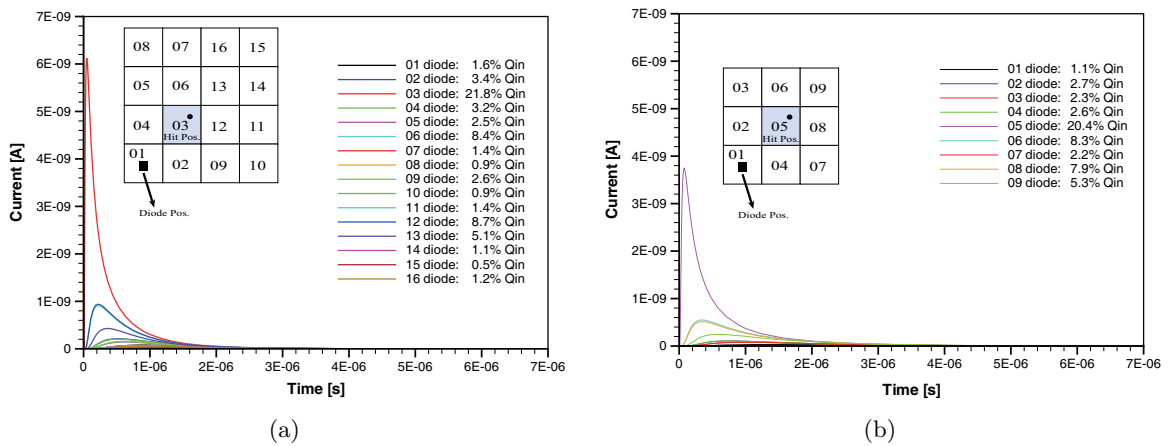 7E-09
6E-09
5E-09
4E-09
3E-09
2E-09
1E-09
0
Current [A]
08 07 16 15
05 06 13 14
04 03 12 11
Hit Pos.
01 02 09 10
Diode Pos.
01 diode: 1.6% Qin
02 diode: 3.4% Qin
03 diode: 21.8% Qin
04 diode: 3.2% Qin
05 diode: 2.5% Qin
06 diode: 8.4% Qin
07 diode: 1.4% Qin
08 diode: 0.9% Qin
09 diode: 2.6% Qin
10 diode: 0.9% Qin
11 diode: 1.4% Qin
12 diode: 8.7% Qin
13 diode: 5.1% Qin
14 diode: 1.1% Qin
15 diode: 0.5% Qin
16 diode: 1.2% Qin
0 1E-06 2E-06 3E-06 4E-06 5E-06 6E-06 7E-06
Time [s]
(a)
7E-09
6E-09
5E-09
4E-09
3E-09
2E-09
1E-09
0
Current [A]
03 06 09
02 05 08
Hit Pos.
01 04 07
Diode Pos.
01 diode: 1.1% Qin
02 diode: 2.7% Qin
03 diode: 2.3% Qin
04 diode: 2.6% Qin
05 diode: 20.4% Qin
06 diode: 8.3% Qin
07 diode: 2.2% Qin
08 diode: 7.9% Qin
09 diode: 5.3% Qin
0 1E-06 2E-06 3E-06 4E-06 5E-06 6E-06 7E-06
Time [s]
(b)